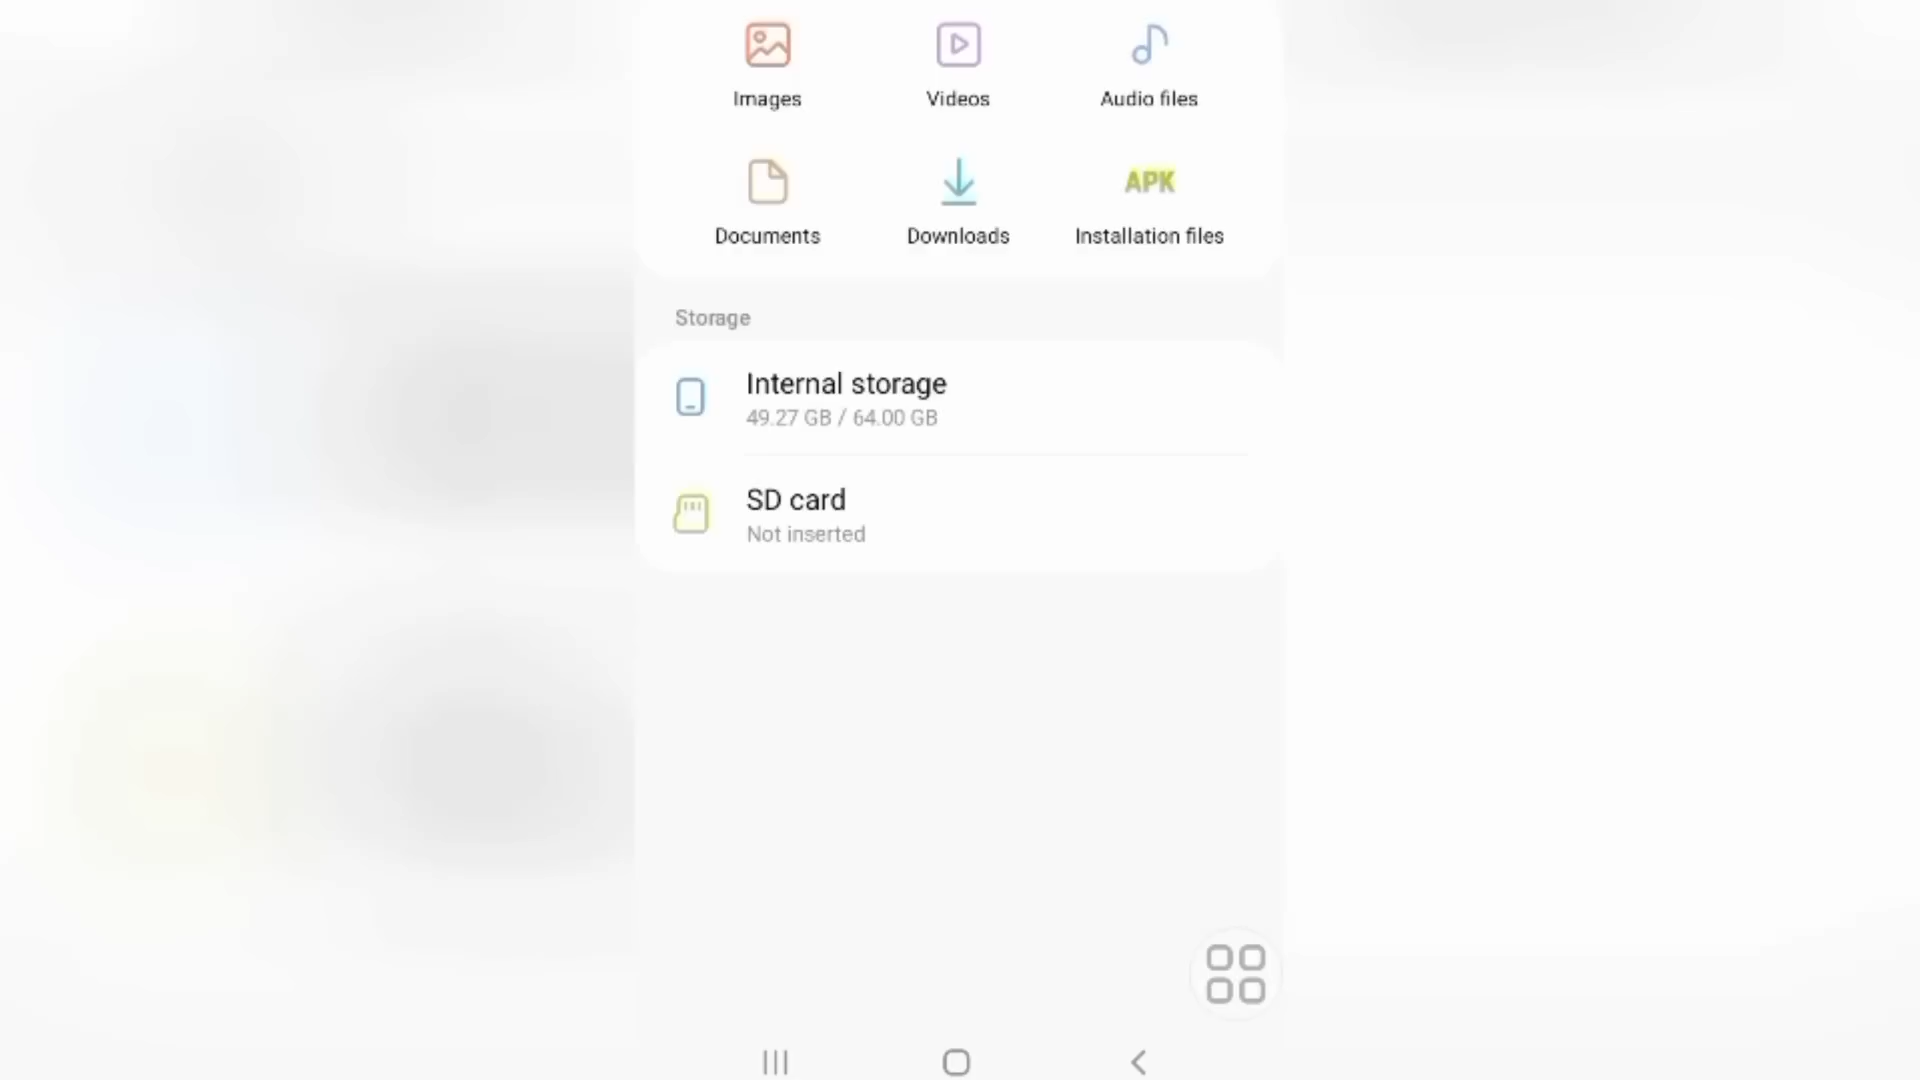 Images Videos Audio files
APK
Documents Downloads Installation files
Storage
Internal storage
49.27 GB / 64.00 GB
SD card
Not inserted